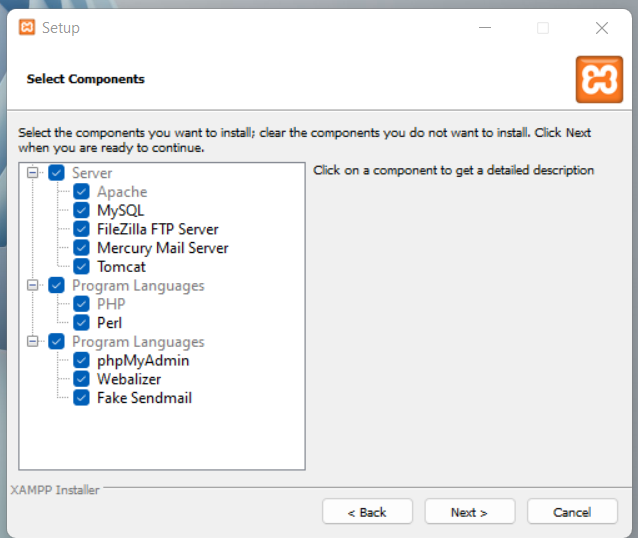 Setup
Select Components
Select the components you want to install; clear the components you do not want to install. Click Next
when you are ready to continue.
Server
Apache
MySQL
FileZilla FTP Server
Mercury Mail Server
Tomcat
Program Languages
PHP
Perl
Program Languages
phpMyAdmin
Webalizer
Fake Sendmail
Click on a component to get a detailed description
XAMPP Installer
< Back
Next >
Cancel